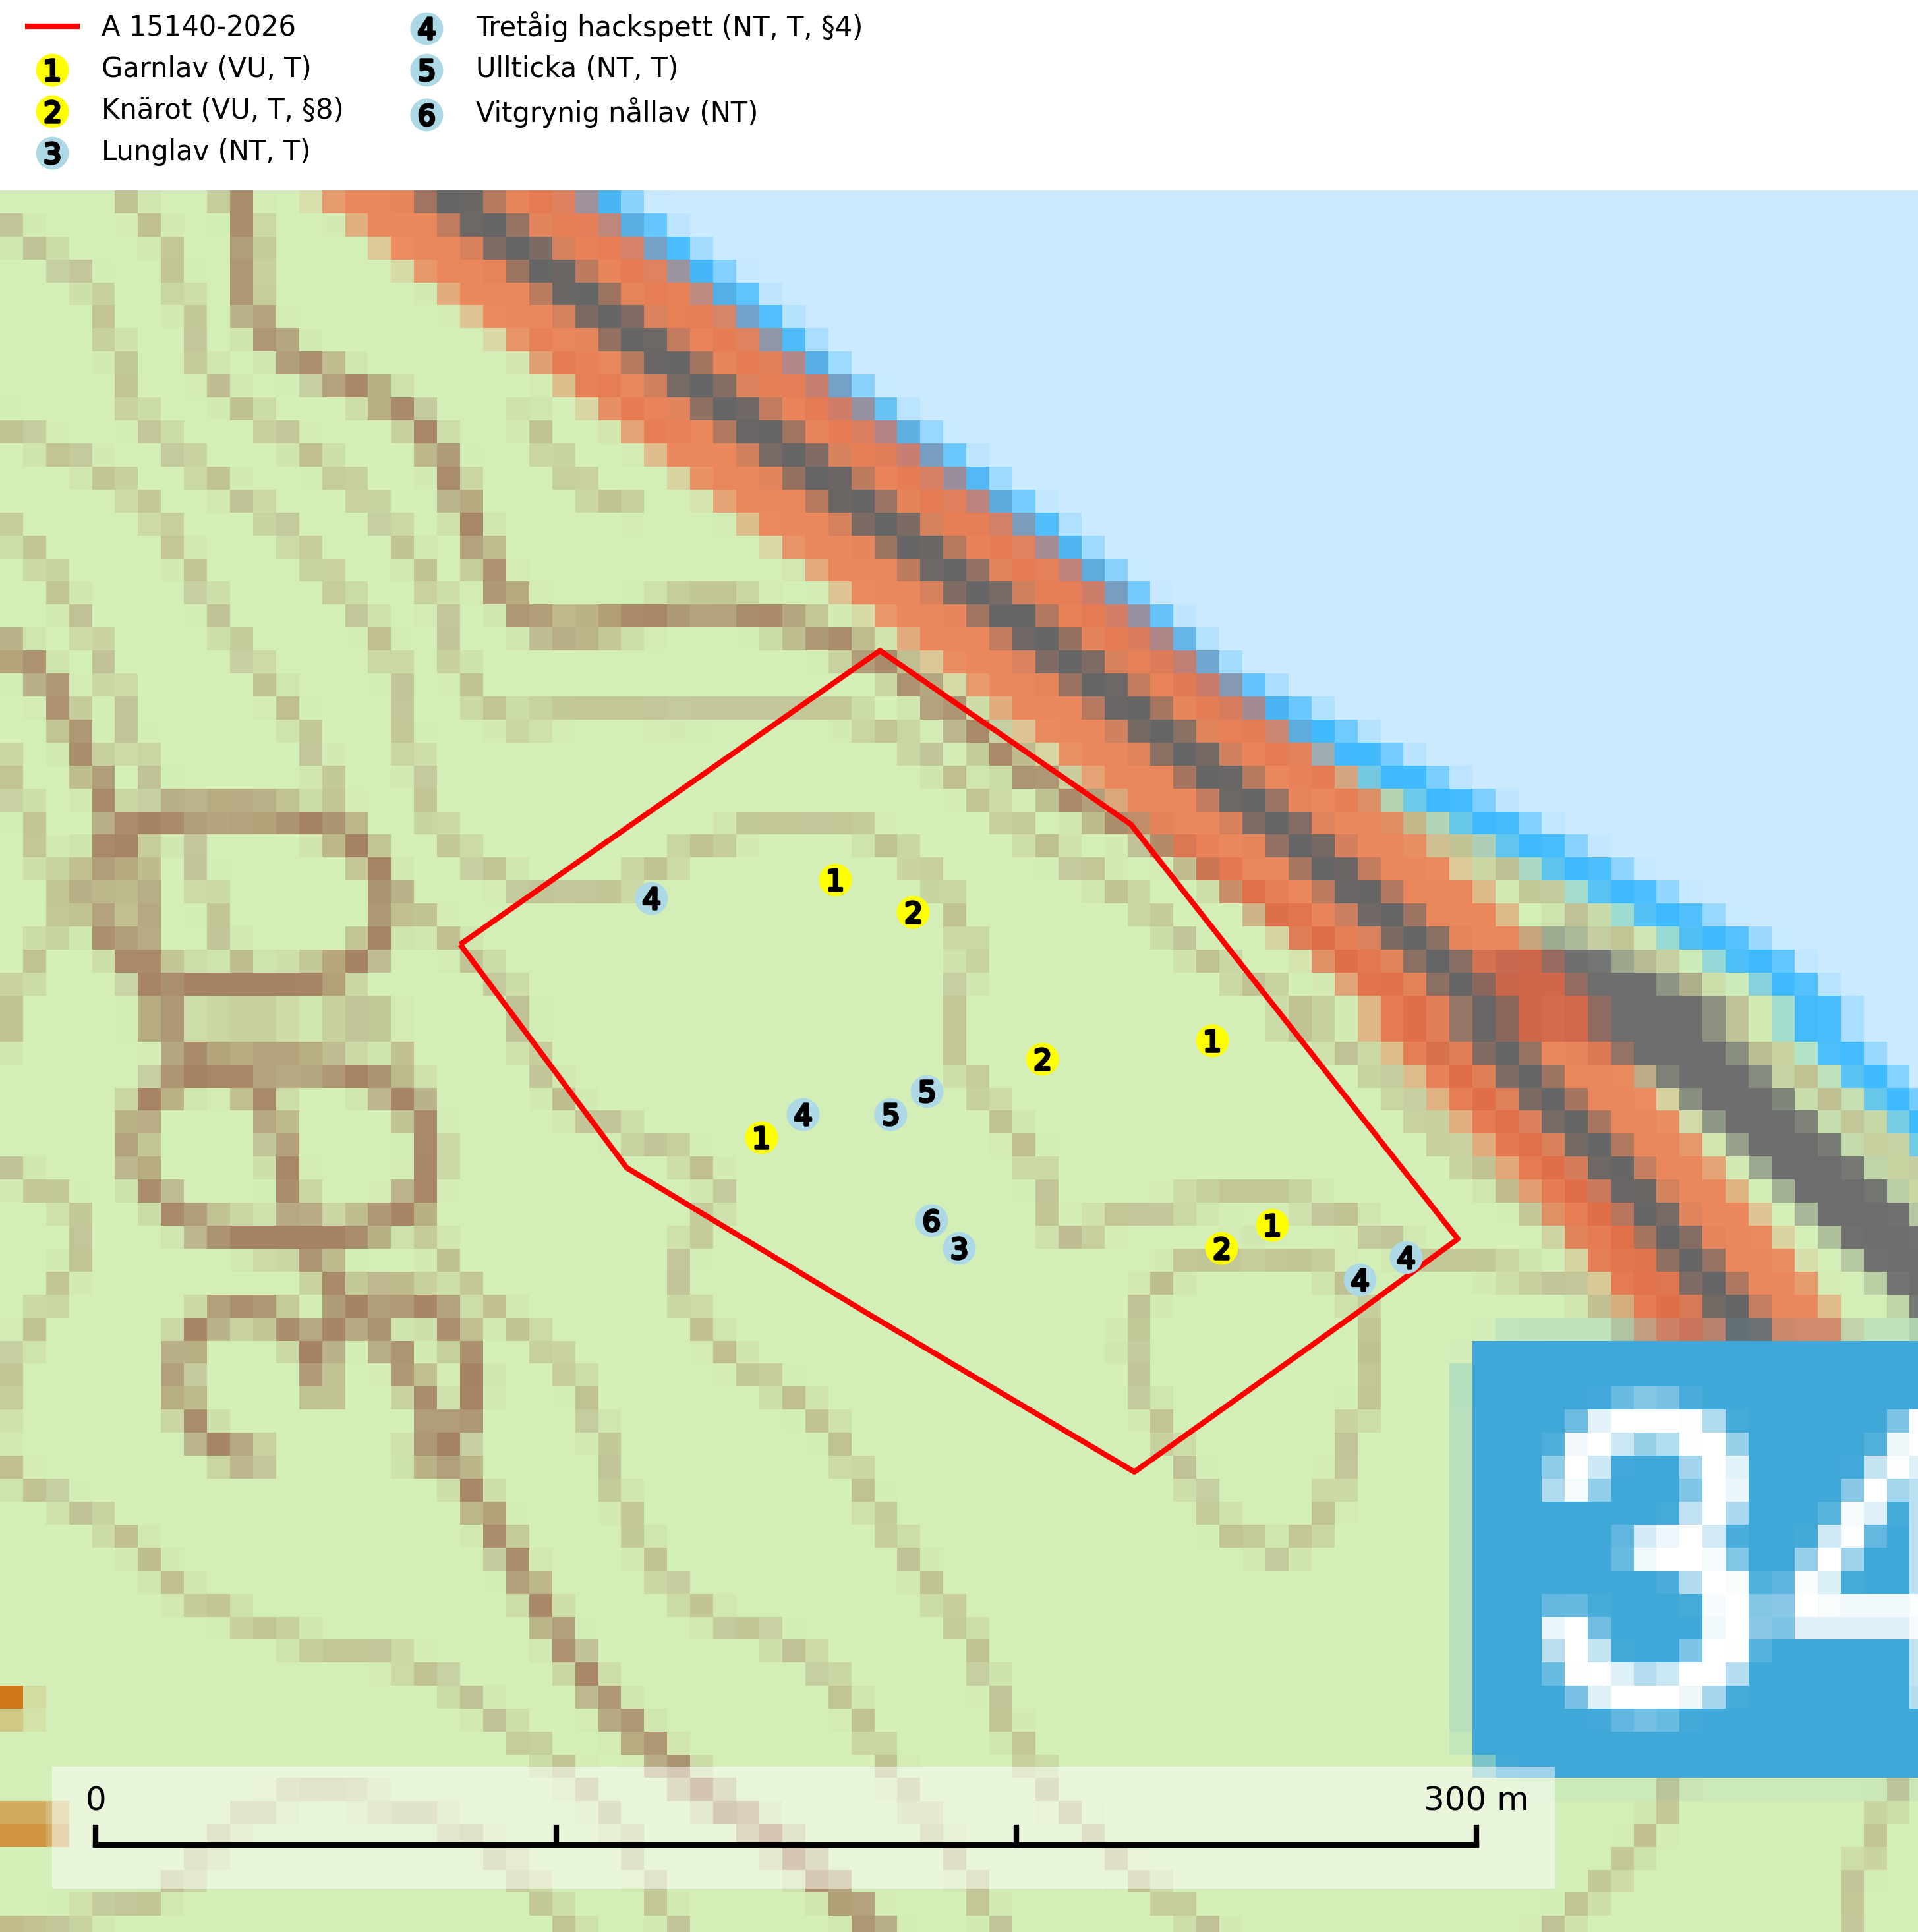 A 15140-2026
1 Garnlav (VU, T)
2 Knärot (VU, T, §8)
3 Lunglav (NT, T)
4 Tretåig hackspett (NT, T, §4)
5 Ullticka (NT, T)
6 Vitgrynig nållav (NT)
4
1
2
1
2
5
4
5
1
6
3
1
2
4
4
34
0
300 m